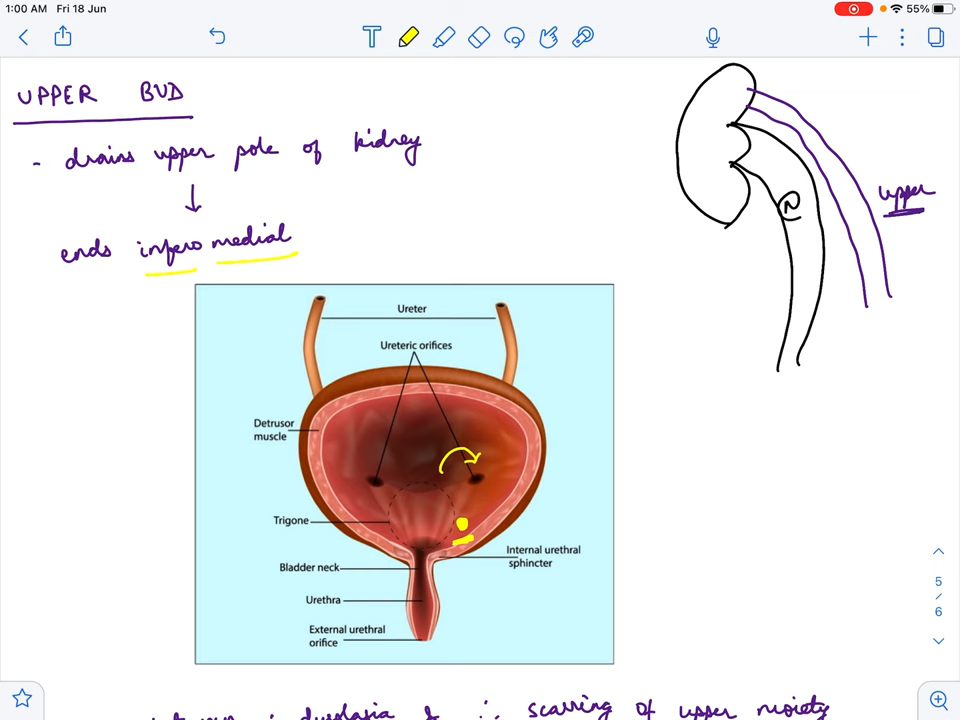 1:00 AM Fri 18 Jun
55%
UPPER BUD
- drains upper pole of kidney
↓
ends infero medial
N
upper
Ureter
Ureteric orifices
Detrusor
muscle
Trigone
Internal urethral
sphincter
Bladder neck
Urethra
External urethral
orifice
5
/
6
dysplasia & ∴ scarring of upper moiety